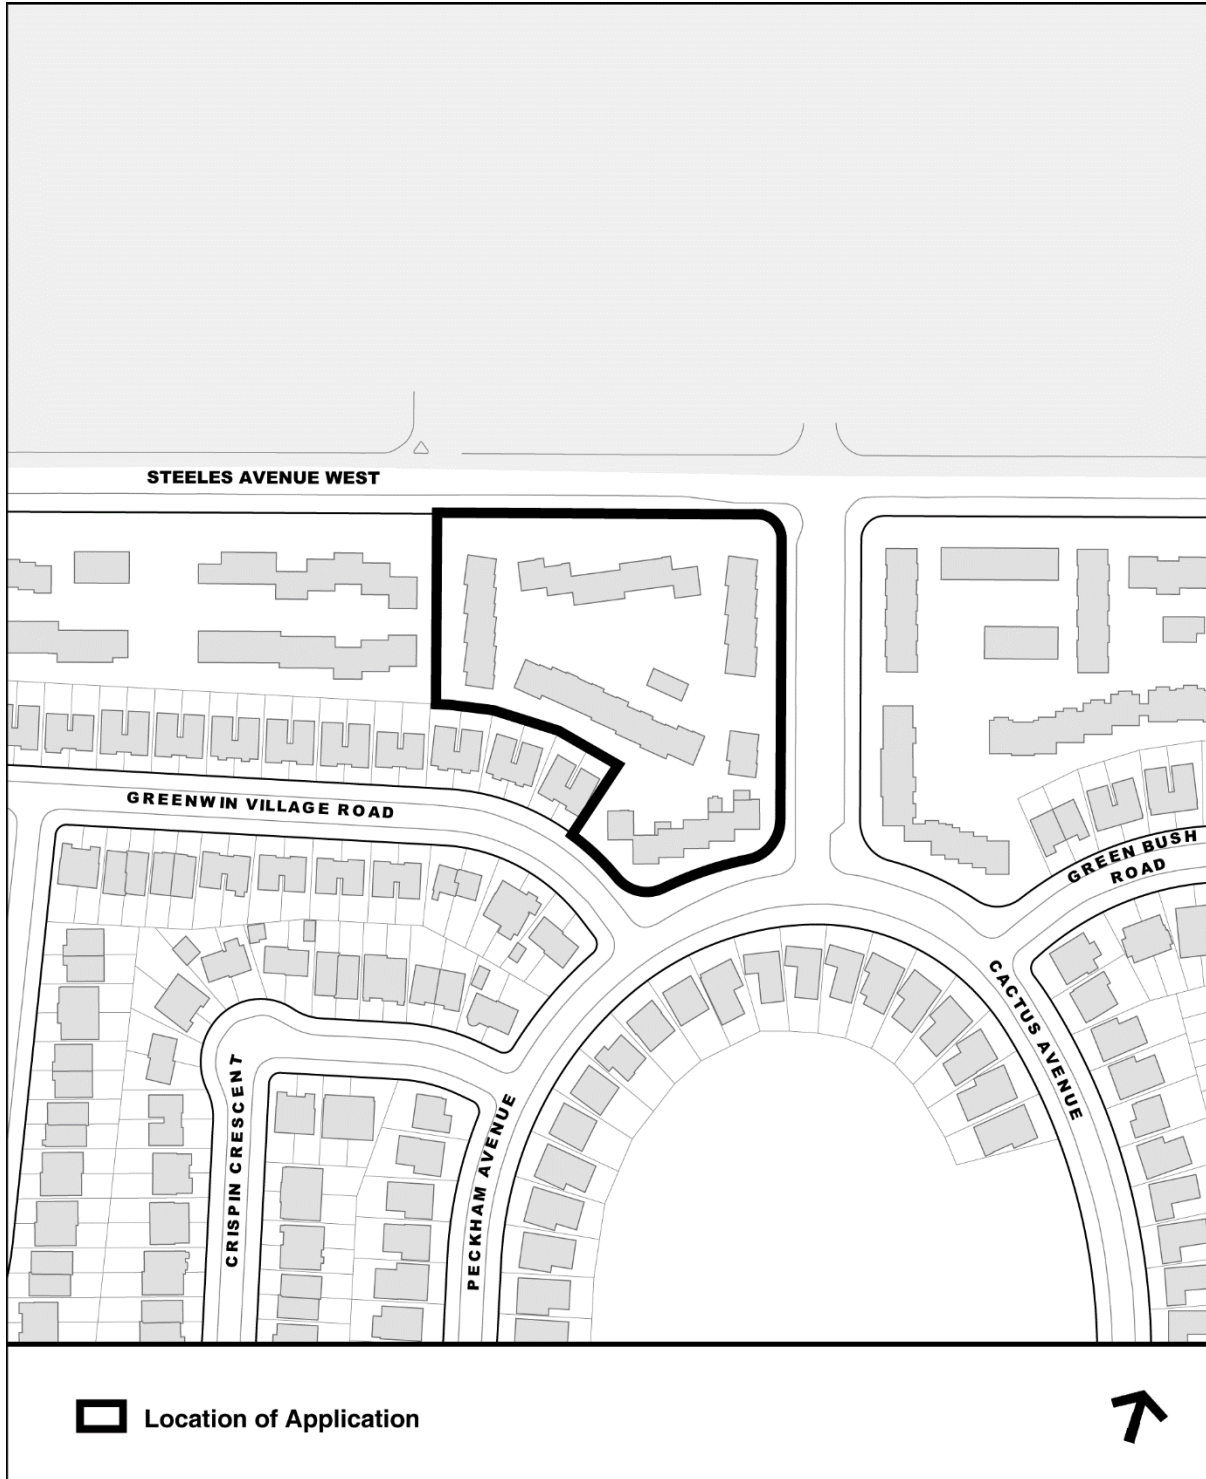 STEELES AVENUE WEST
GREENWIN VILLAGE ROAD
GREEN BUSH
ROAD
CACTUS AVENUE
CRISPIN CRESCENT
PECKHAM AVENUE
Location of Application